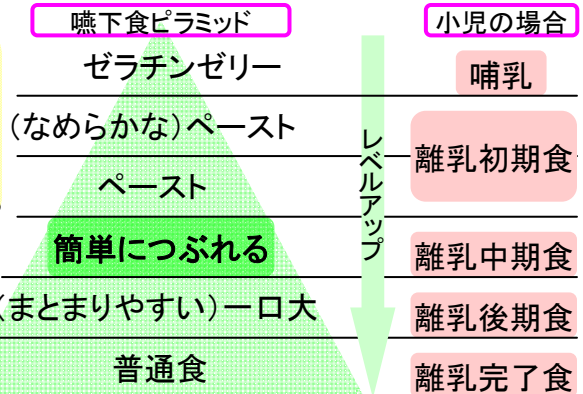 嚥下食ピラミッド
小児の場合
ゼラチンゼリー
哺乳
(なめらかな)ペースト
離乳初期食
ペースト
レベルアップ
簡単につぶれる
離乳中期食
(まとまりやすい)一口大
離乳後期食
普通食
離乳完了食